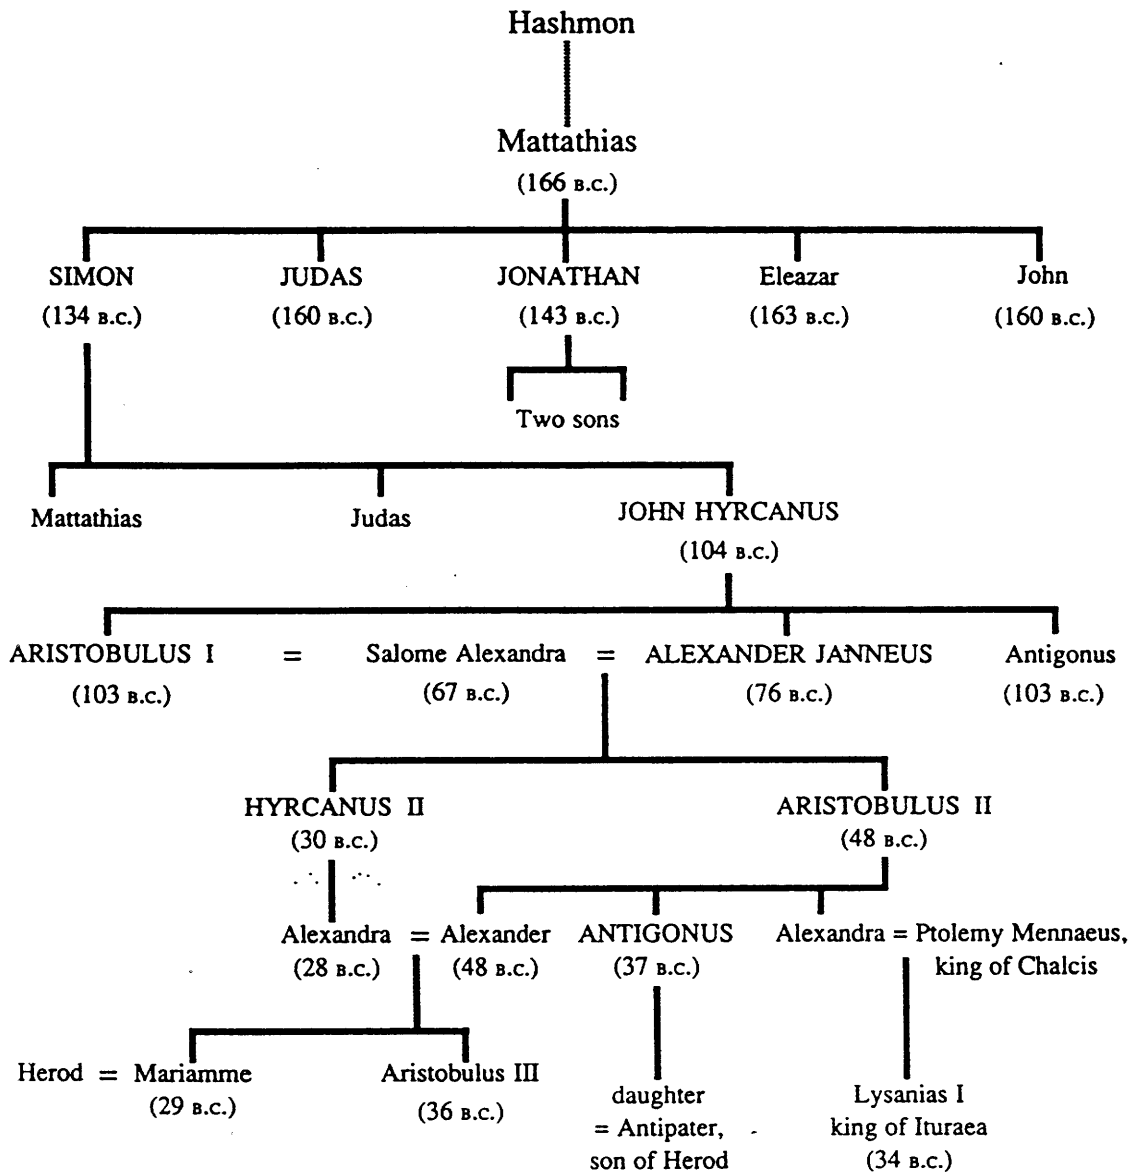 Hashmon
Mattathias
(166 B.C.)
SIMON JUDAS JONATHAN Eleazar John
(134 B.C.) (160 B.C.) (143 B.C.) (163 B.C.) (160 B.C.)
Two sons
Mattathias Judas JOHN HYRCANUS
(104 B.C.)
ARISTOBULUS I = Salome Alexandra = ALEXANDER JANNEUS Antigonus
(103 B.C.) (67 B.C.) (76 B.C.) (103 B.C.)
HYRCANUS II ARISTOBULUS II
(30 B.C.) (48 B.C.)
Alexandra = Alexander ANTIGONUS Alexandra = Ptolemy Mennaeus,
(28 B.C.) (48 B.C.) (37 B.C.) king of Chalcis
Herod = Mariamme Aristobulus III
(29 B.C.) (36 B.C.)
daughter Lysanias I
= Antipater, king of Ituraea
son of Herod (34 B.C.)